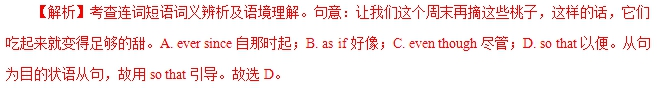 【解析】考查连词短语词义辨析及语境理解。句意：让我们这个周末再摘这些桃子，这样的话，它们
吃起来就变得足够的甜。A. ever since 自那时起；B. as if 好像；C. even though 尽管；D. so that 以便。从句
为目的状语从句，故用 so that 引导。故选 D。